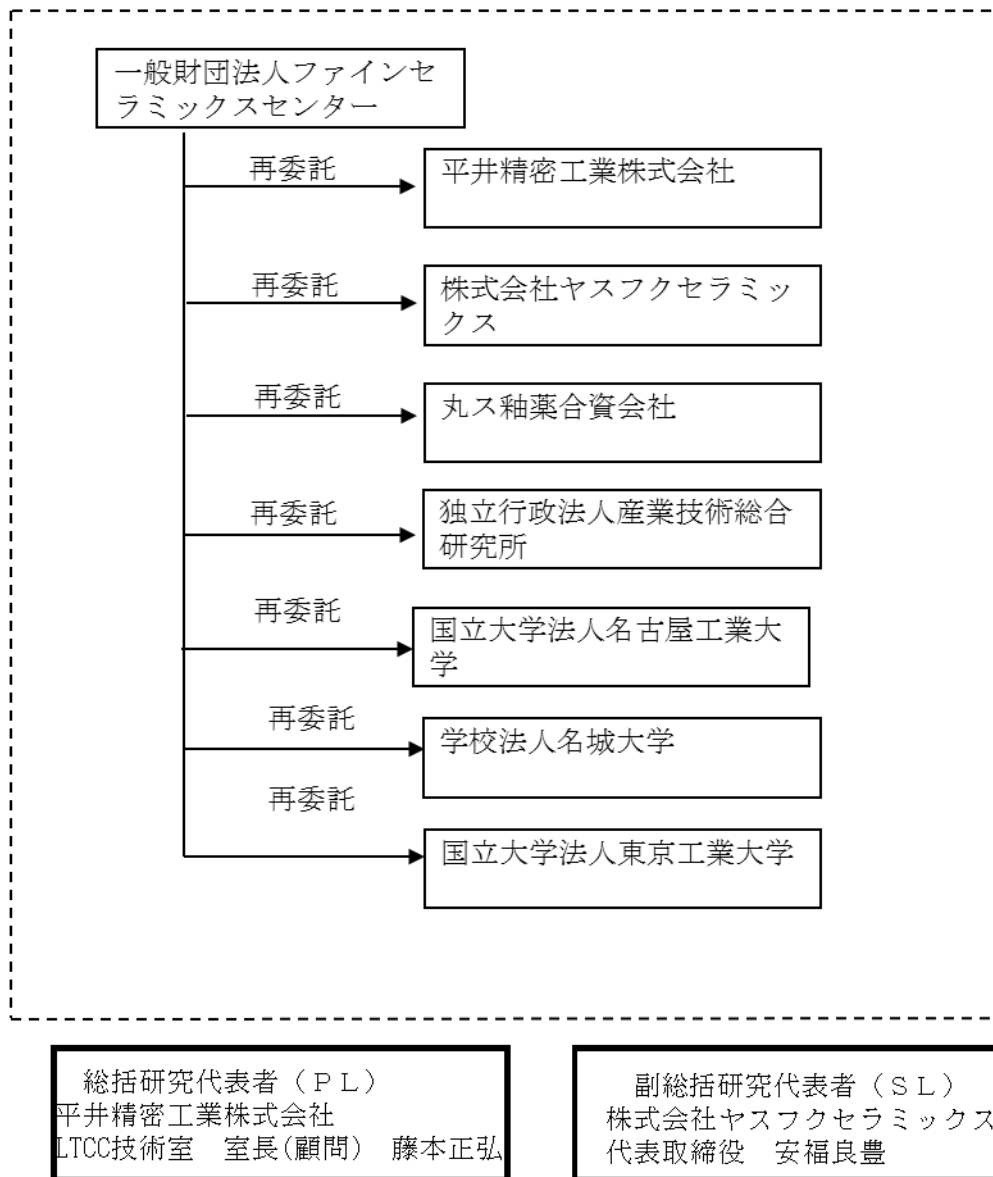 一般財団法人ファインセ
ラミックスセンター
再委託
平井精密工業株式会社
再委託
株式会社ヤスフクセラミッ
クス
再委託
丸ス釉薬合資会社
再委託
独立行政法人産業技術総合
研究所
再委託
国立大学法人名古屋工業大
学
再委託
学校法人名城大学
再委託
国立大学法人東京工業大学
総括研究代表者（ＰＬ）
平井精密工業株式会社
LTCC技術室　室長(顧問)　藤本正弘
副総括研究代表者（ＳＬ）
株式会社ヤスフクセラミックス
代表取締役　安福良豊